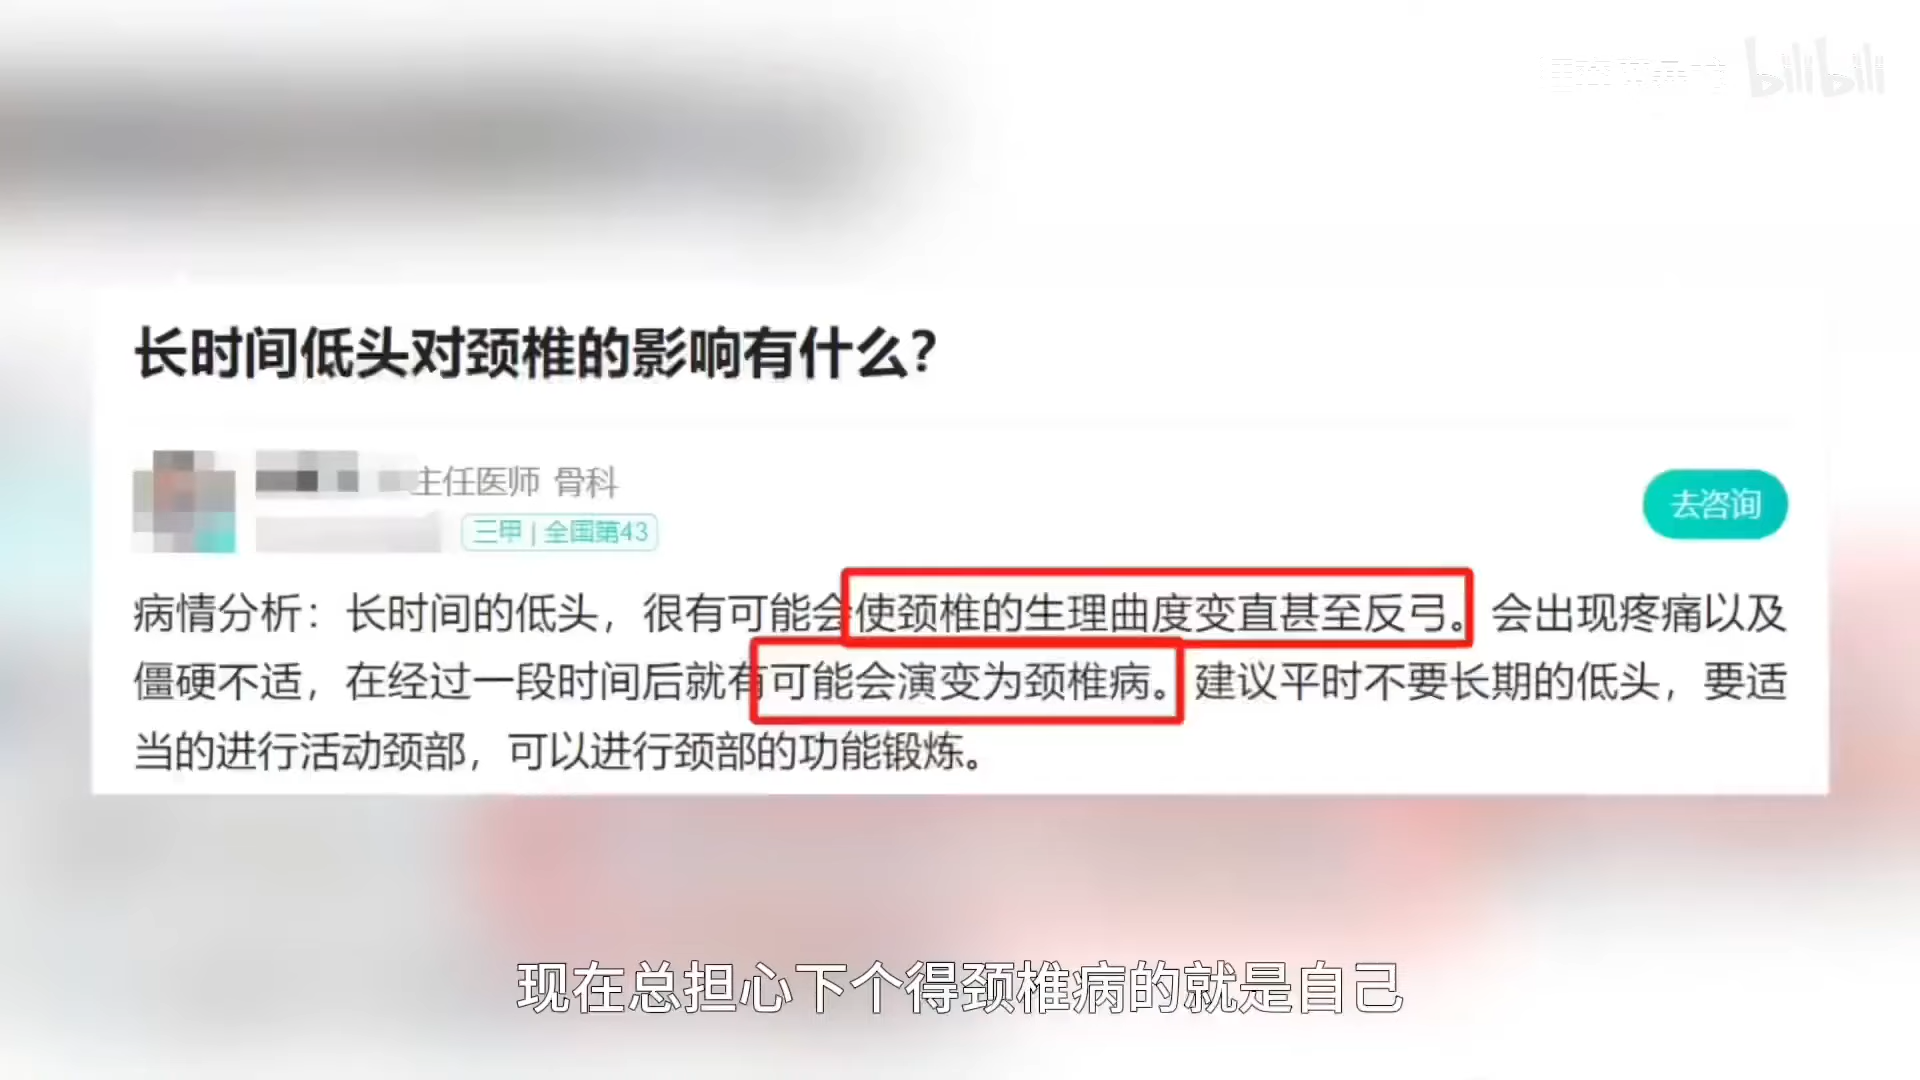 bilibili
长时间低头对颈椎的影响有什么?
主任医师 骨科
三甲 | 全国第43
去咨询
病情分析：长时间的低头，很有可能会使颈椎的生理曲度变直甚至反弓。会出现疼痛以及
僵硬不适，在经过一段时间后就有可能会演变为颈椎病。建议平时不要长期的低头，要适
当的进行活动颈部，可以进行颈部的功能锻炼。
现在总担心下个得颈椎病的就是自己